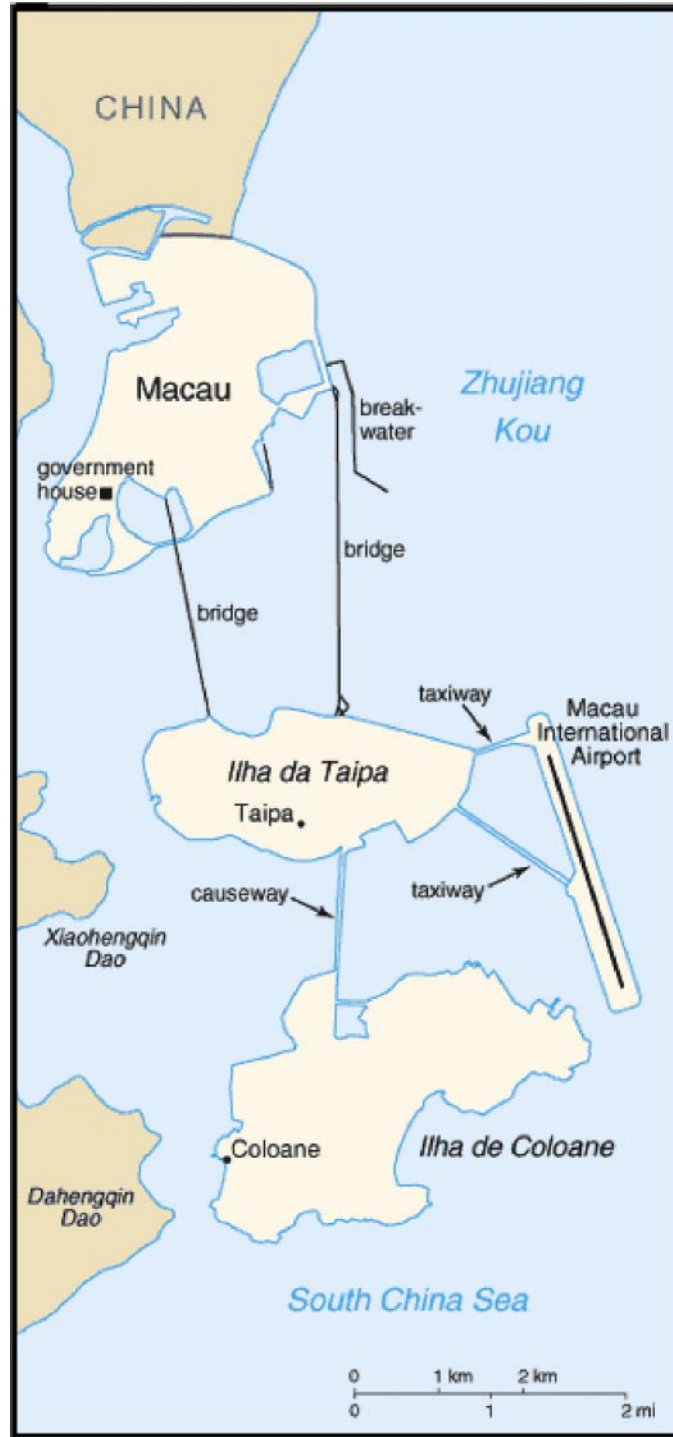 CHINA
Macau
Zhujiang
Kou
break-
water
government
house
bridge
bridge
taxiway
Macau
International
Airport
Ilha da Taipa
Taipa
causeway
taxiway
Xiaohengqin
Dao
Ilha de Coloane
Coloane
Dahengqin
Dao
South China Sea
0 1 km 2 km
0 1 2 mi